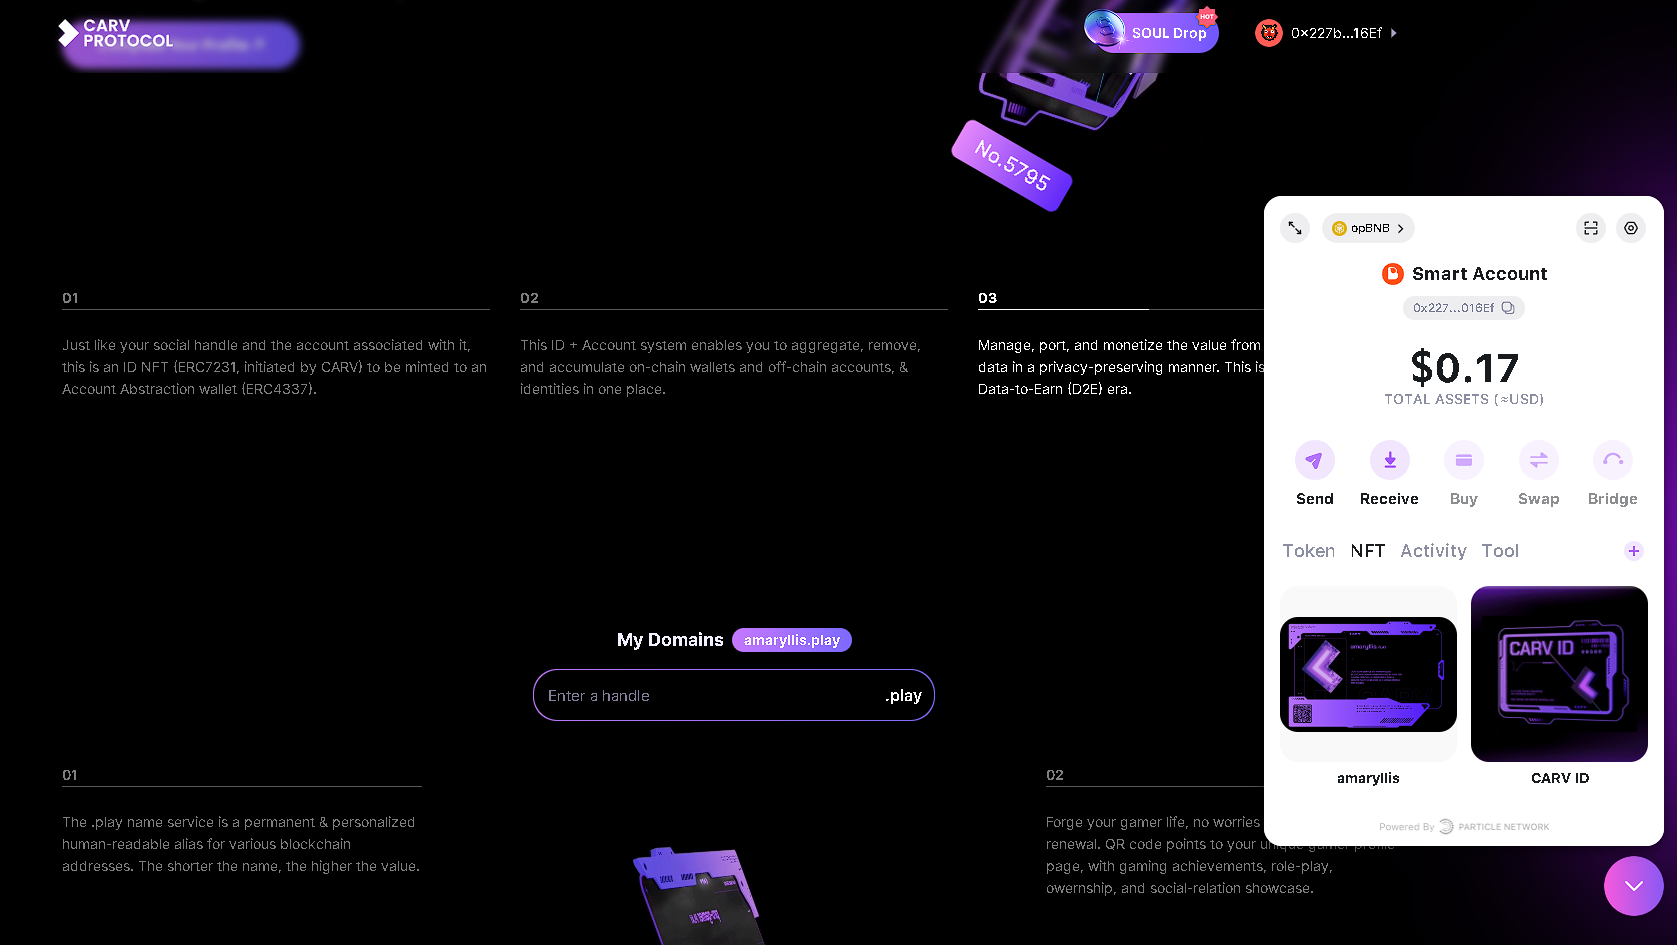 CARV
PROTOCOL
SOUL Drop
HOT
0×227b...16Ef
No.5795
01
Just like your social handle and the account associated with it,
this is an ID NFT (ERC7231, initiated by CARV) to be minted to an
Account Abstraction wallet (ERC4337).
02
This ID + Account system enables you to aggregate, remove,
and accumulate on-chain wallets and off-chain accounts, &
identities in one place.
03
Manage, port, and monetize the value from
data in a privacy-preserving manner. This is
Data-to-Earn (D2E) era.
My Domains
amaryllis.play
Enter a handle
.play
01
The .play name service is a permanent & personalized
human-readable alias for various blockchain
addresses. The shorter the name, the higher the value.
02
Forge your gamer life, no worries
renewal. QR code points to your unique gamer profile
page, with gaming achievements, role-play,
owernship, and social-relation showcase.
opBNB
Smart Account
0x227...016Ef
$0.17
TOTAL ASSETS (≈USD)
Send
Receive
Buy
Swap
Bridge
Token
NFT
Activity
Tool
+
amaryllis
CARV ID
amaryllis
CARV ID
Powered By PARTICLE NETWORK